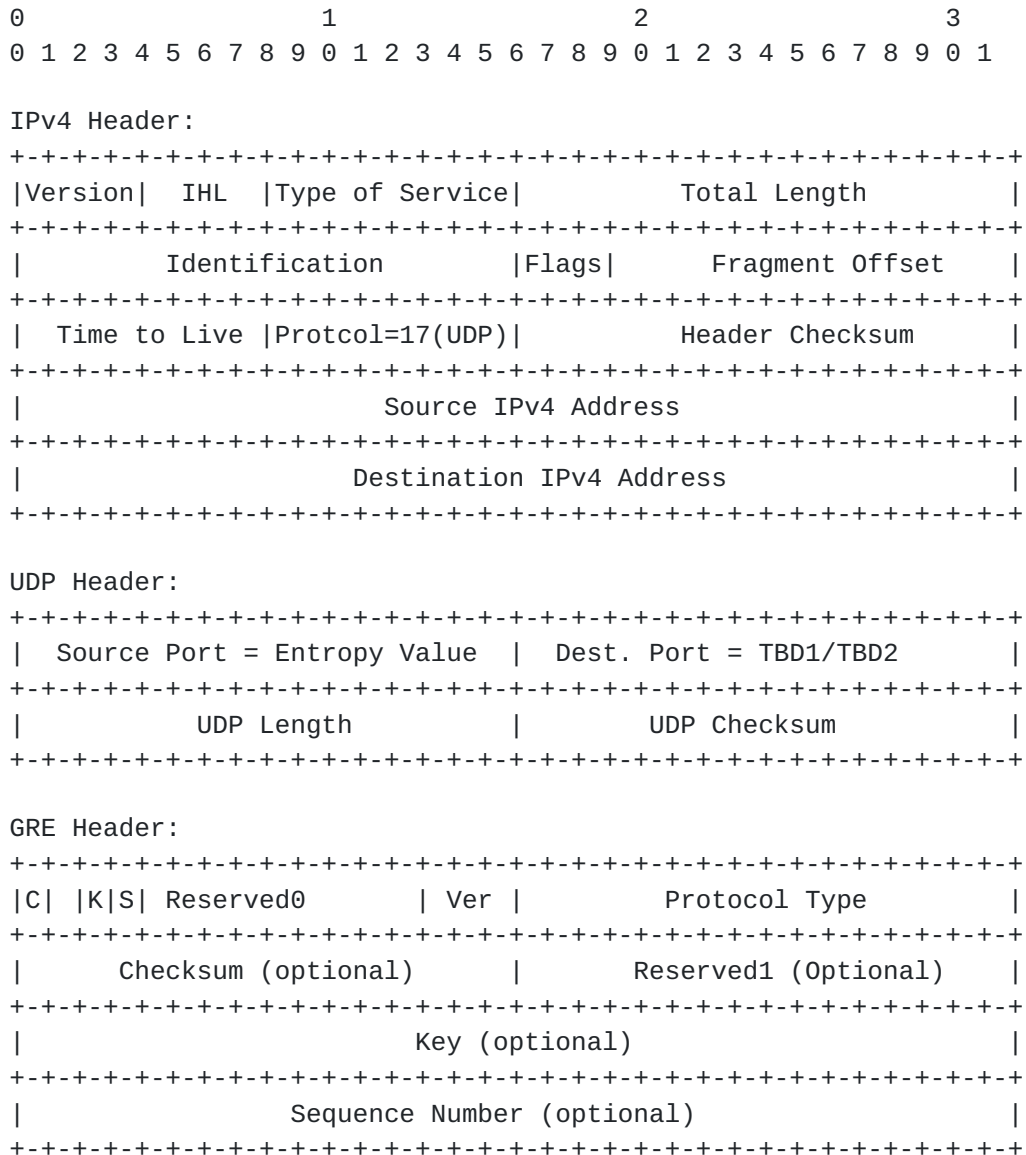 0                   1                   2                   3
0 1 2 3 4 5 6 7 8 9 0 1 2 3 4 5 6 7 8 9 0 1 2 3 4 5 6 7 8 9 0 1

IPv4 Header:
+-+-+-+-+-+-+-+-+-+-+-+-+-+-+-+-+-+-+-+-+-+-+-+-+-+-+-+-+-+-+-+-+
|Version|  IHL  |Type of Service|          Total Length         |
+-+-+-+-+-+-+-+-+-+-+-+-+-+-+-+-+-+-+-+-+-+-+-+-+-+-+-+-+-+-+-+-+
|         Identification        |Flags|      Fragment Offset    |
+-+-+-+-+-+-+-+-+-+-+-+-+-+-+-+-+-+-+-+-+-+-+-+-+-+-+-+-+-+-+-+-+
|  Time to Live |Protcol=17(UDP)|          Header Checksum      |
+-+-+-+-+-+-+-+-+-+-+-+-+-+-+-+-+-+-+-+-+-+-+-+-+-+-+-+-+-+-+-+-+
|                       Source IPv4 Address                     |
+-+-+-+-+-+-+-+-+-+-+-+-+-+-+-+-+-+-+-+-+-+-+-+-+-+-+-+-+-+-+-+-+
|                     Destination IPv4 Address                  |
+-+-+-+-+-+-+-+-+-+-+-+-+-+-+-+-+-+-+-+-+-+-+-+-+-+-+-+-+-+-+-+-+

UDP Header:
+-+-+-+-+-+-+-+-+-+-+-+-+-+-+-+-+-+-+-+-+-+-+-+-+-+-+-+-+-+-+-+-+
|  Source Port = Entropy Value  |  Dest. Port = TBD1/TBD2       |
+-+-+-+-+-+-+-+-+-+-+-+-+-+-+-+-+-+-+-+-+-+-+-+-+-+-+-+-+-+-+-+-+
|           UDP Length          |        UDP Checksum           |
+-+-+-+-+-+-+-+-+-+-+-+-+-+-+-+-+-+-+-+-+-+-+-+-+-+-+-+-+-+-+-+-+

GRE Header:
+-+-+-+-+-+-+-+-+-+-+-+-+-+-+-+-+-+-+-+-+-+-+-+-+-+-+-+-+-+-+-+-+
|C| |K|S| Reserved0       | Ver |         Protocol Type         |
+-+-+-+-+-+-+-+-+-+-+-+-+-+-+-+-+-+-+-+-+-+-+-+-+-+-+-+-+-+-+-+-+
|      Checksum (optional)      |       Reserved1 (Optional)    |
+-+-+-+-+-+-+-+-+-+-+-+-+-+-+-+-+-+-+-+-+-+-+-+-+-+-+-+-+-+-+-+-+
|                         Key (optional)                        |
+-+-+-+-+-+-+-+-+-+-+-+-+-+-+-+-+-+-+-+-+-+-+-+-+-+-+-+-+-+-+-+-+
|                 Sequence Number (optional)                    |
+-+-+-+-+-+-+-+-+-+-+-+-+-+-+-+-+-+-+-+-+-+-+-+-+-+-+-+-+-+-+-+-+